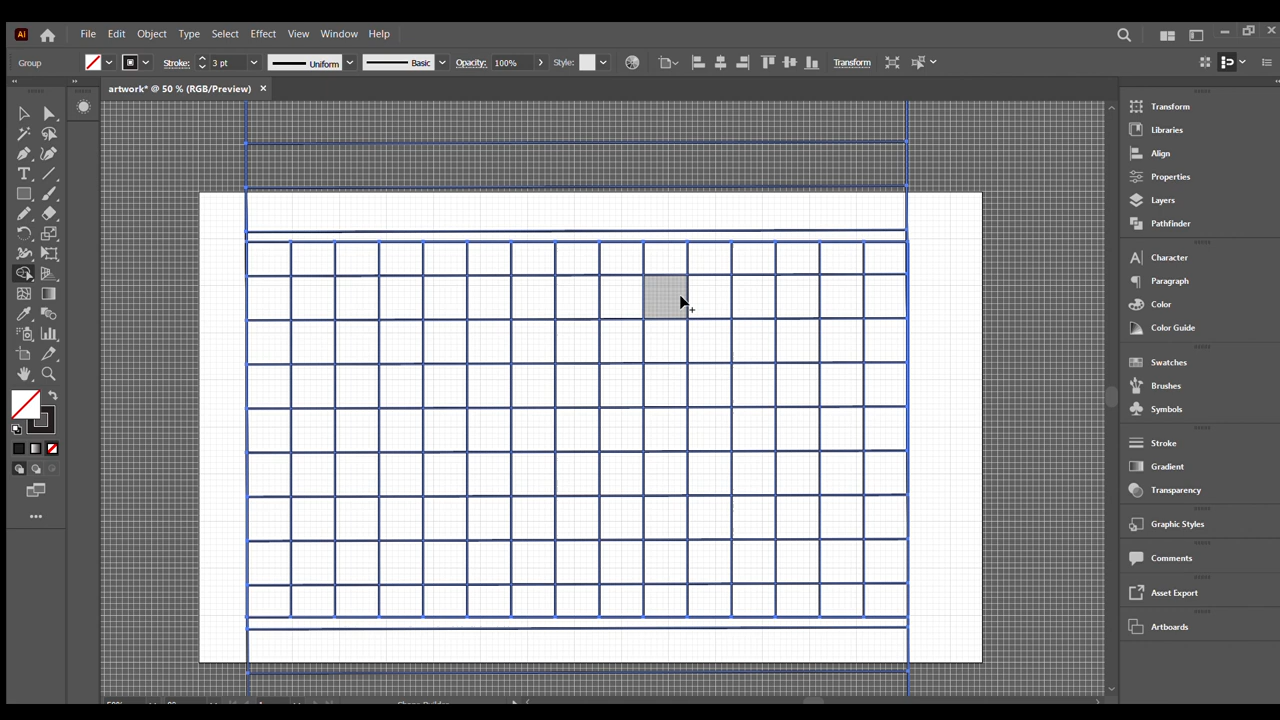 Ai File Edit Object Type Select Effect View Window Help
Group Stroke: 3 pt Uniform Basic Opacity: 100% Style: Transform
artwork* @ 50 % (RGB/Preview)
Transform
Libraries
Align
Properties
Layers
Pathfinder
Character
Paragraph
Color
Color Guide
Swatches
Brushes
Symbols
Stroke
Gradient
Transparency
Graphic Styles
Comments
Asset Export
Artboards